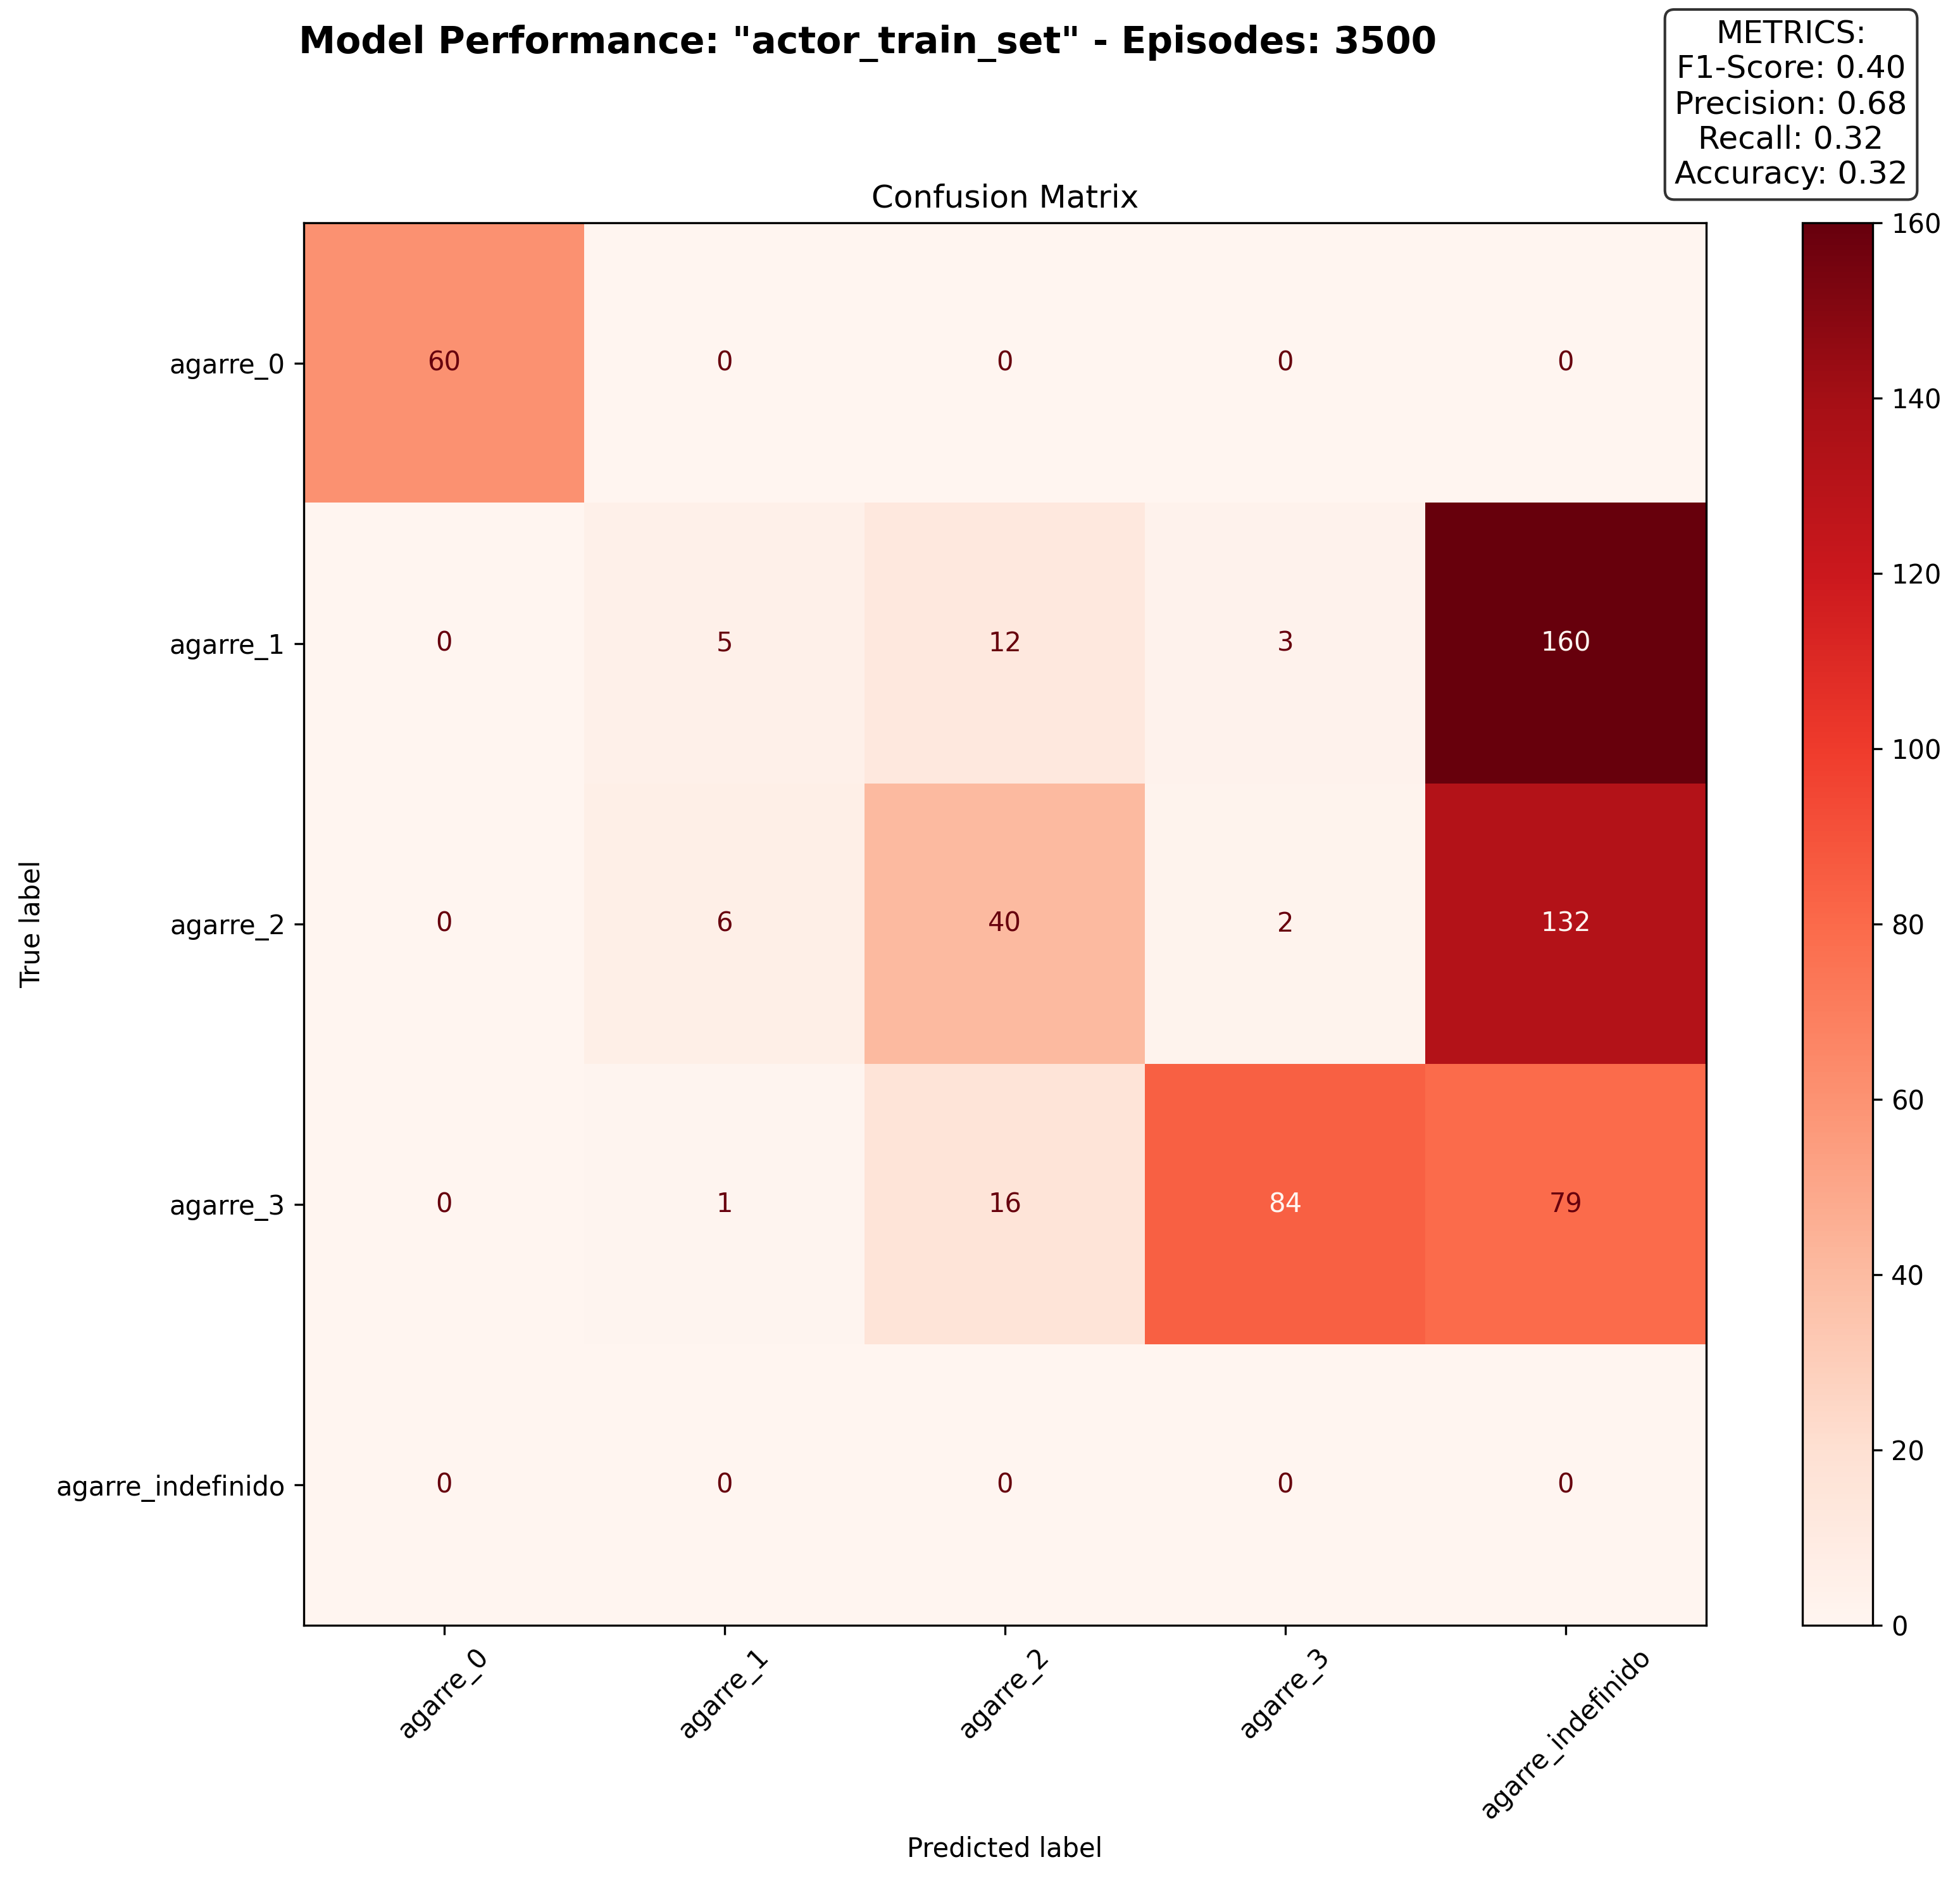 Model Performance: "actor_train_set" - Episodes: 3500
METRICS:
F1-Score: 0.40
Precision: 0.68
Recall: 0.32
Accuracy: 0.32
Confusion Matrix
True label
agarre_0
60 0 0 0 0
agarre_1
0 5 12 3 160
agarre_2
0 6 40 2 132
agarre_3
0 1 16 84 79
agarre_indefinido
0 0 0 0 0
agarre_0
agarre_1
agarre_2
agarre_3
agarre_indefinido
Predicted label
160
140
120
100
80
60
40
20
0